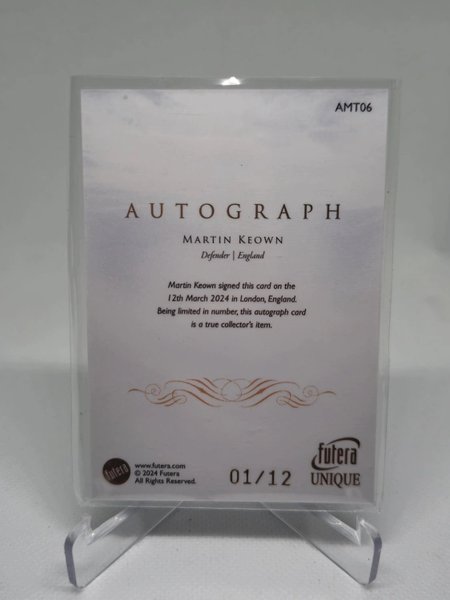 AMT06
AUTOGRAPH
MARTIN KEOWN
Defender | England
Martin Keown signed this card on the
12th March 2024 in London, England.
Being limited in number, this autograph card
is a true collector's item.
futera
www.futera.com
© 2024 Futera
All Rights Reserved.
01/12
futera
UNIQUE